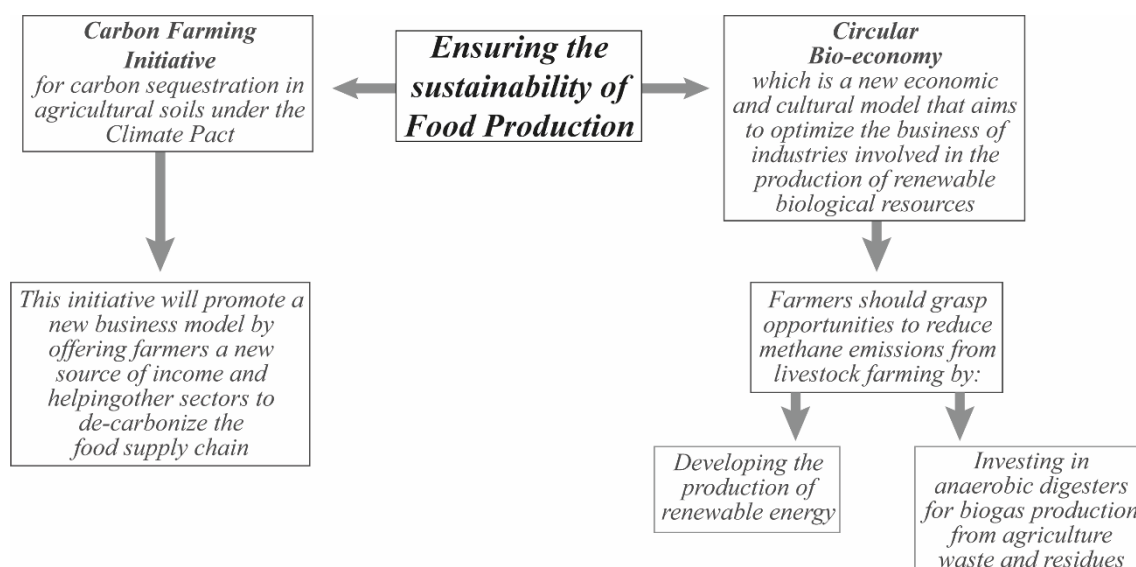 Carbon Farming
Initiative
for carbon sequestration in
agricultural soils under the
Climate Pact
Ensuring the
sustainability of
Food Production
Circular
Bio-economy
which is a new economic
and cultural model that aims
to optimize the business of
industries involved in the
production of renewable
biological resources
This initiative will promote a
new business model by
offering farmers a new
source of income and
helpingother sectors to
de-carbonize the
food supply chain
Farmers should grasp
opportunities to reduce
methane emissions from
livestock farming by:
Developing the
production of
renewable energy
Investing in
anaerobic digesters
for biogas production
from agriculture
waste and residues